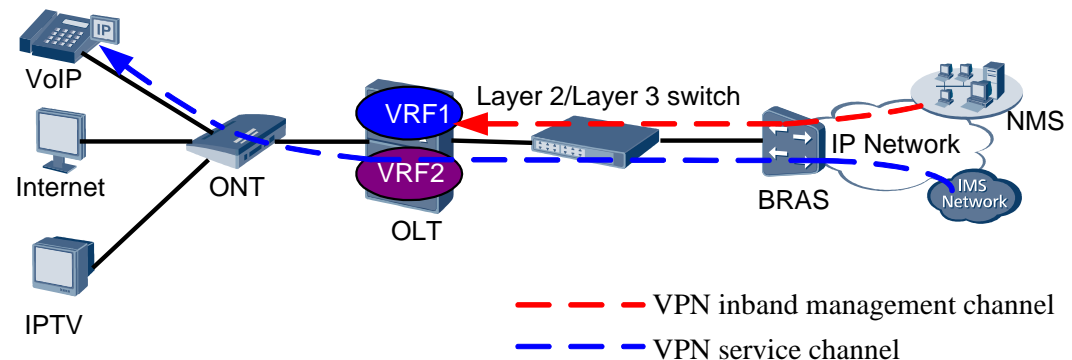 IP
VoIP
Internet
IPTV
ONT
VRF1
VRF2
OLT
Layer 2/Layer 3 switch
BRAS
IP Network
NMS
IMS
Network
VPN inband management channel
VPN service channel